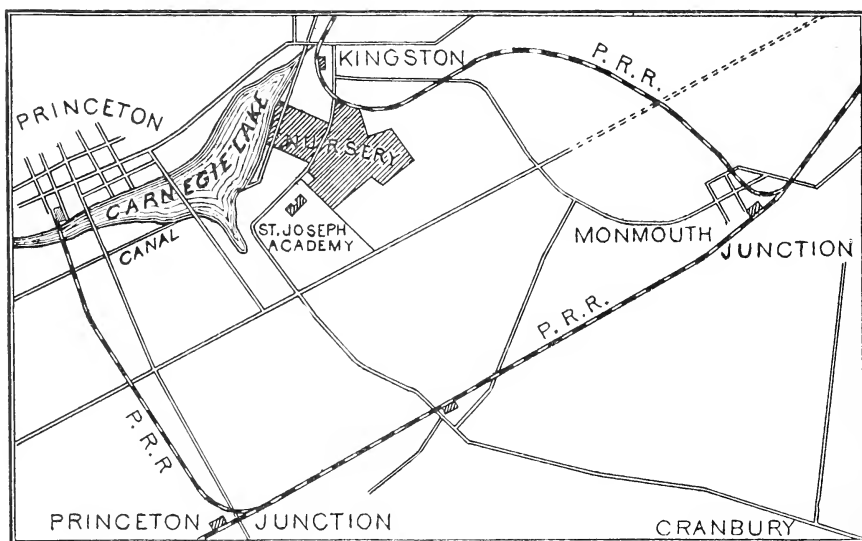 KINGSTON
P. R. R.
PRINCETON
NURSERY
CARNEGIE LAKE
ST. JOSEPH
ACADEMY
CANAL
MONMOUTH
JUNCTION
P. R. R.
P. R. R
PRINCETON JUNCTION
CRANBURY